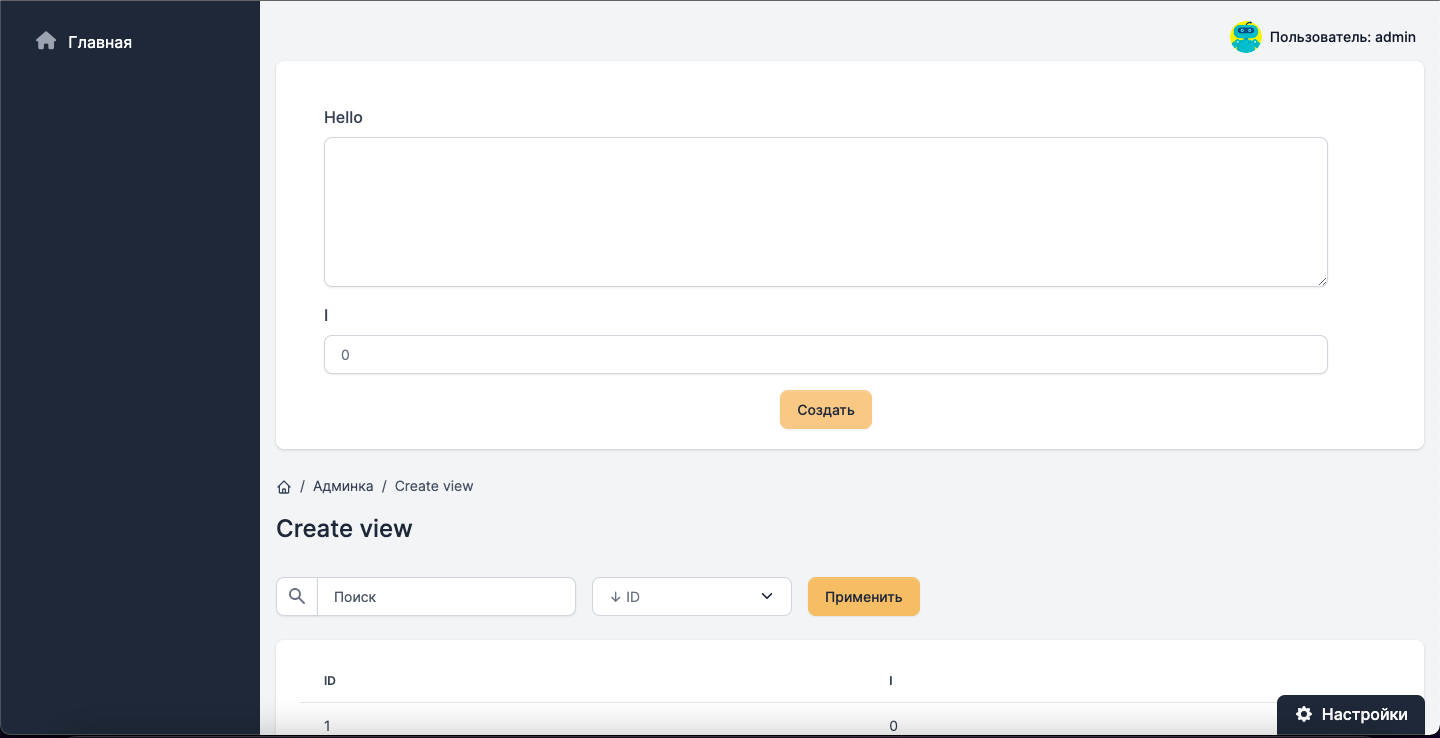 Главная
Пользователь: admin
Hello
I
0
Создать
/ Админка / Create view
Create view
Поиск
↓ ID
Применить
ID I
1 0
Настройки